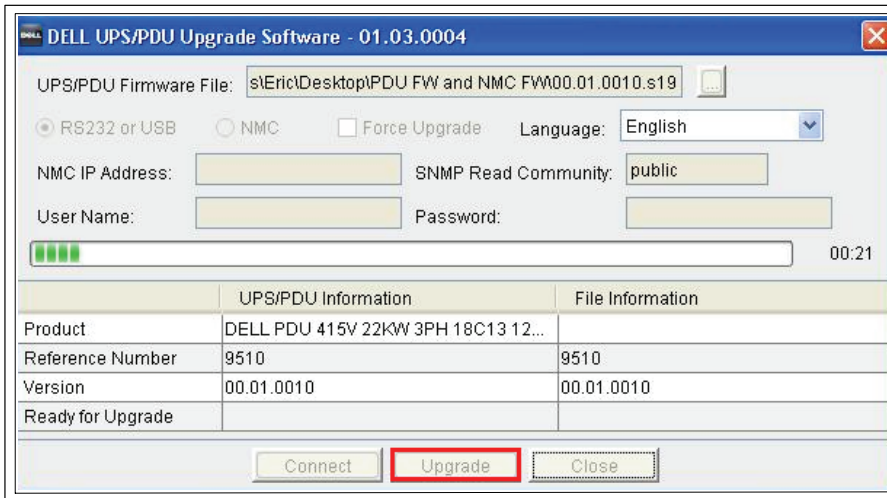 DELL DELL UPS/PDU Upgrade Software - 01.03.0004
UPS/PDU Firmware File: s\Eric\Desktop\PDU FW and NMC FW\00.01.0010.s19 ...
RS232 or USB NMC Force Upgrade Language: English
NMC IP Address: SNMP Read Community: public
User Name: Password:
00:21
UPS/PDU Information File Information
Product DELL PDU 415V 22KW 3PH 18C13 12...
Reference Number 9510 9510
Version 00.01.0010 00.01.0010
Ready for Upgrade
Connect Upgrade Close